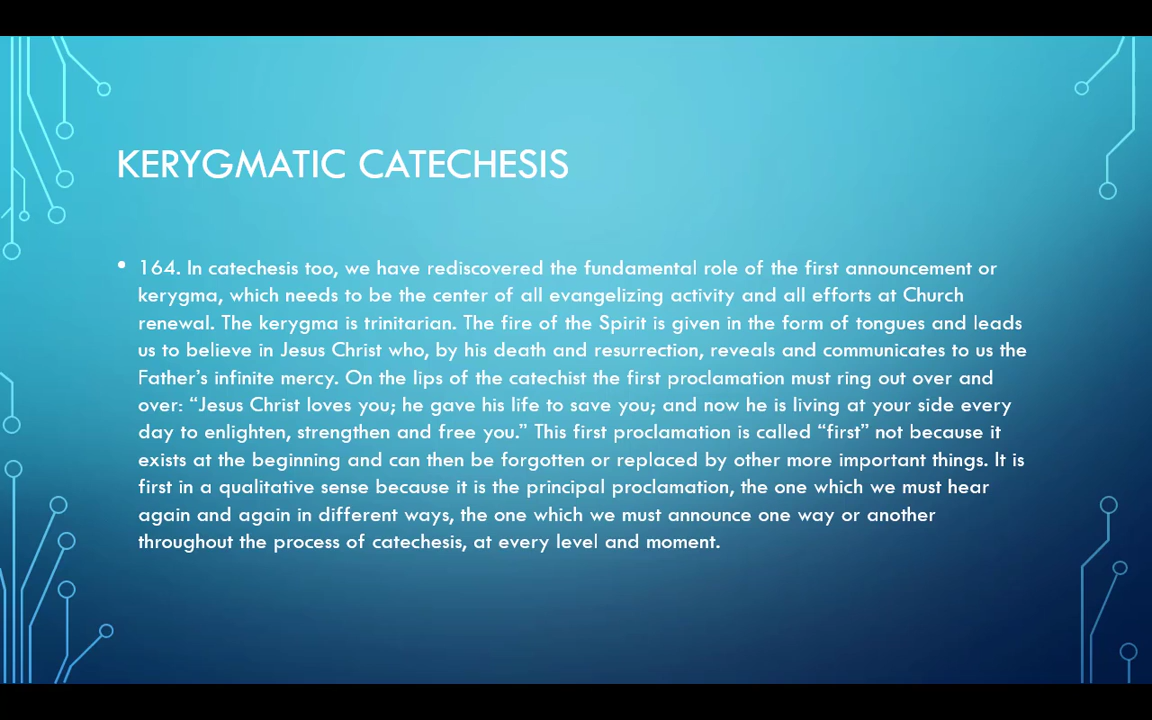 KERYGMATIC CATECHESIS
• 164. In catechesis too, we have rediscovered the fundamental role of the first announcement or
kerygma, which needs to be the center of all evangelizing activity and all efforts at Church
renewal. The kerygma is trinitarian. The fire of the Spirit is given in the form of tongues and leads
us to believe in Jesus Christ who, by his death and resurrection, reveals and communicates to us the
Father’s infinite mercy. On the lips of the catechist the first proclamation must ring out over and
over: “Jesus Christ loves you; he gave his life to save you; and now he is living at your side every
day to enlighten, strengthen and free you.” This first proclamation is called “first” not because it
exists at the beginning and can then be forgotten or replaced by other more important things. It is
first in a qualitative sense because it is the principal proclamation, the one which we must hear
again and again in different ways, the one which we must announce one way or another
throughout the process of catechesis, at every level and moment.